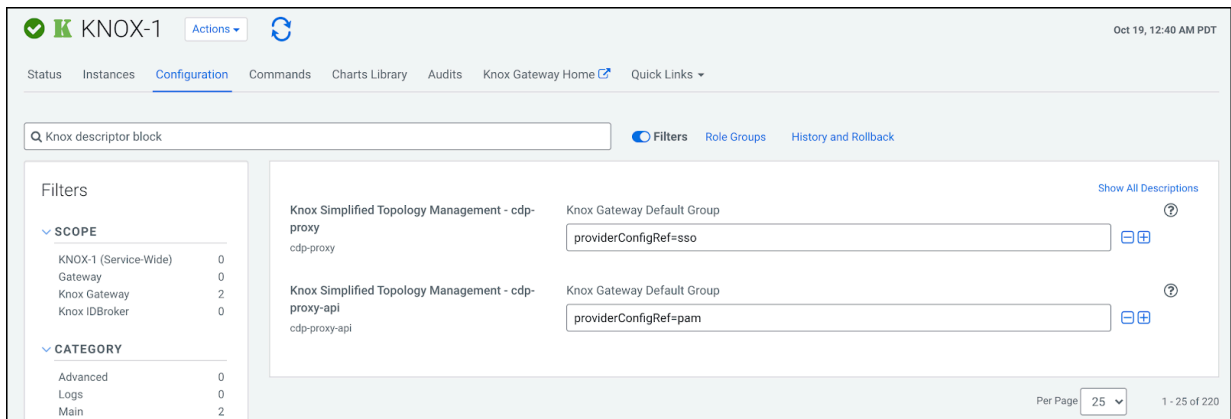 K KNOX-1 Actions Oct 19, 12:40 AM PDT
Status Instances Configuration Commands Charts Library Audits Knox Gateway Home Quick Links
Knox descriptor block Filters Role Groups History and Rollback
Filters
Show All Descriptions
SCOPE
KNOX-1 (Service-Wide) 0
Gateway 0
Knox Gateway 2
Knox IDBroker 0
CATEGORY
Advanced 0
Logs 0
Main 2
Knox Simplified Topology Management - cdp-
proxy
cdp-proxy
Knox Gateway Default Group ?
providerConfigRef=sso
Knox Simplified Topology Management - cdp-
proxy-api
cdp-proxy-api
Knox Gateway Default Group ?
providerConfigRef=pam
Per Page 25 1 - 25 of 220